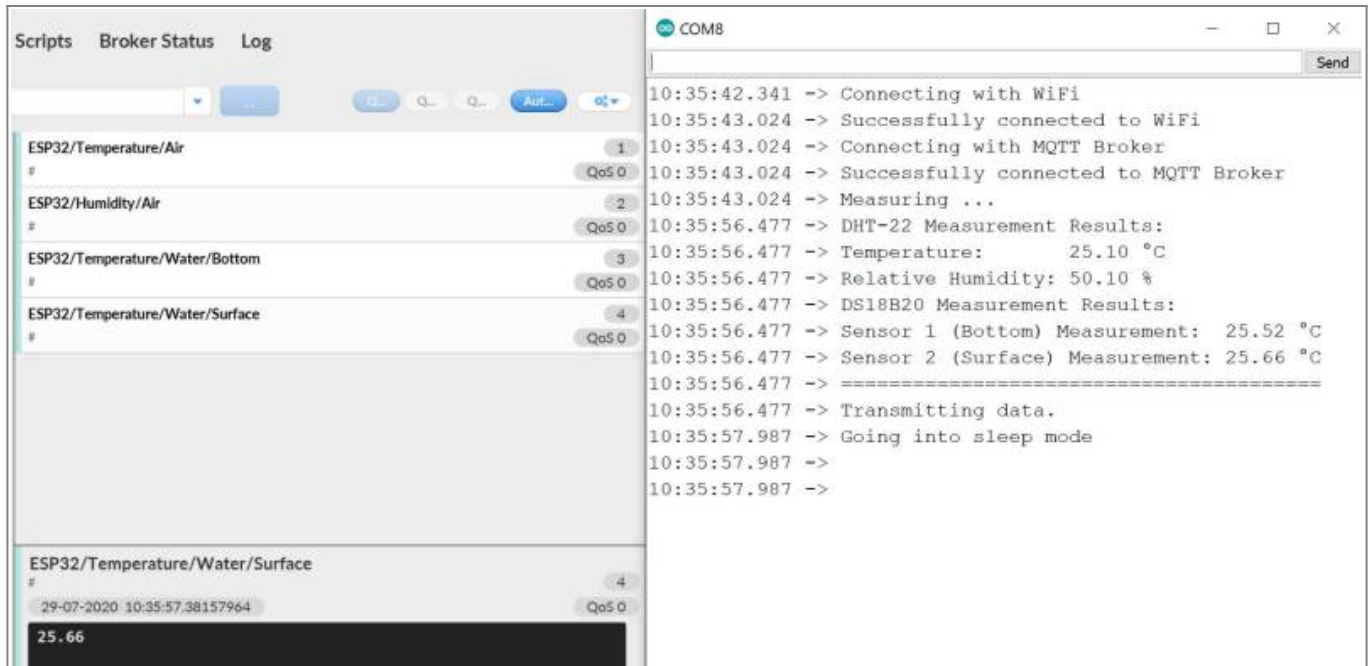 Scripts Broker Status Log
... Q... Q... Q... Aut...
ESP32/Temperature/Air 1
# QoS 0
ESP32/Humidity/Air 2
# QoS 0
ESP32/Temperature/Water/Bottom 3
# QoS 0
ESP32/Temperature/Water/Surface 4
# QoS 0
ESP32/Temperature/Water/Surface
# 4
29-07-2020 10:35:57.38157964 QoS 0
25.66
COM8
Send
10:35:42.341 -> Connecting with WiFi
10:35:43.024 -> Successfully connected to WiFi
10:35:43.024 -> Connecting with MQTT Broker
10:35:43.024 -> Successfully connected to MQTT Broker
10:35:43.024 -> Measuring ...
10:35:56.477 -> DHT-22 Measurement Results:
10:35:56.477 -> Temperature: 25.10 °C
10:35:56.477 -> Relative Humidity: 50.10 %
10:35:56.477 -> DS18B20 Measurement Results:
10:35:56.477 -> Sensor 1 (Bottom) Measurement: 25.52 °C
10:35:56.477 -> Sensor 2 (Surface) Measurement: 25.66 °C
10:35:56.477 -> ========================================
10:35:56.477 -> Transmitting data.
10:35:57.987 -> Going into sleep mode
10:35:57.987 ->
10:35:57.987 ->